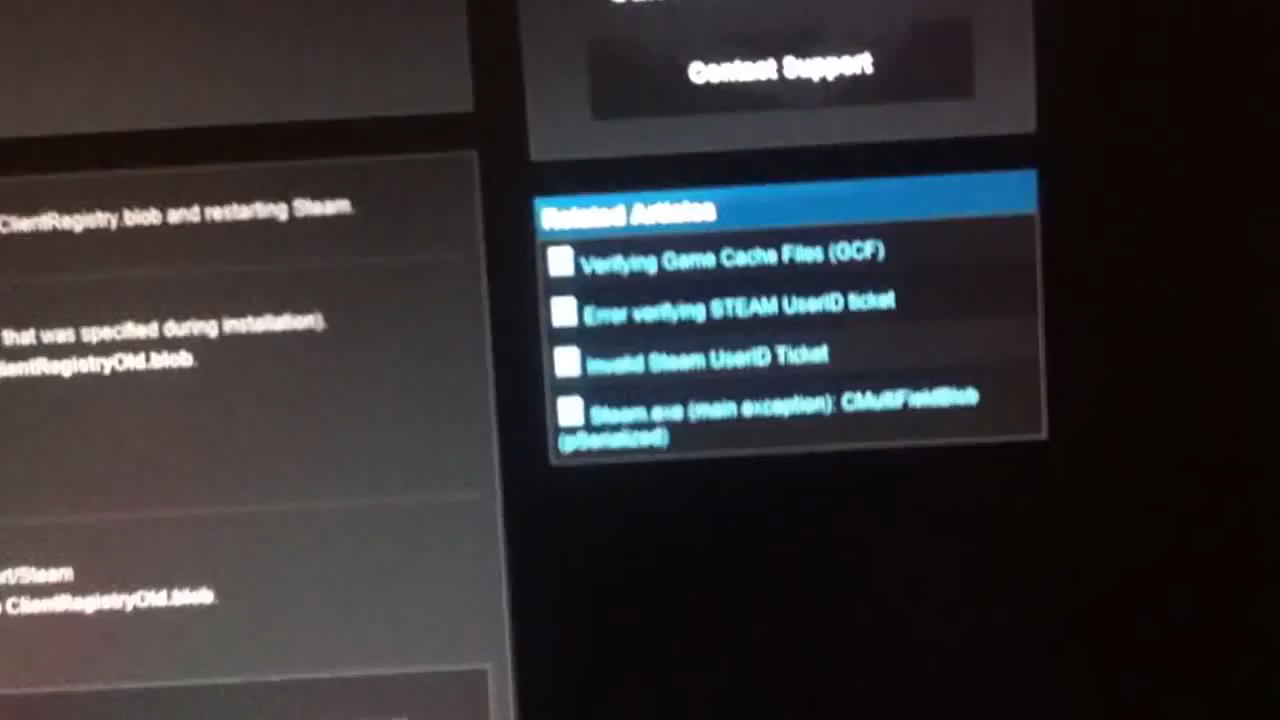 Contact Support
ClientRegistry.blob and restarting Steam.
that was specified during installation).
ClientRegistryOld.blob.
/Steam
ClientRegistryOld.blob.
Related Articles
Verifying Game Cache Files (GCF)
Error verifying STEAM UserID ticket
Invalid Steam UserID Ticket
Steam.exe (main exception): CMultiFieldBlob
(pSerialized)